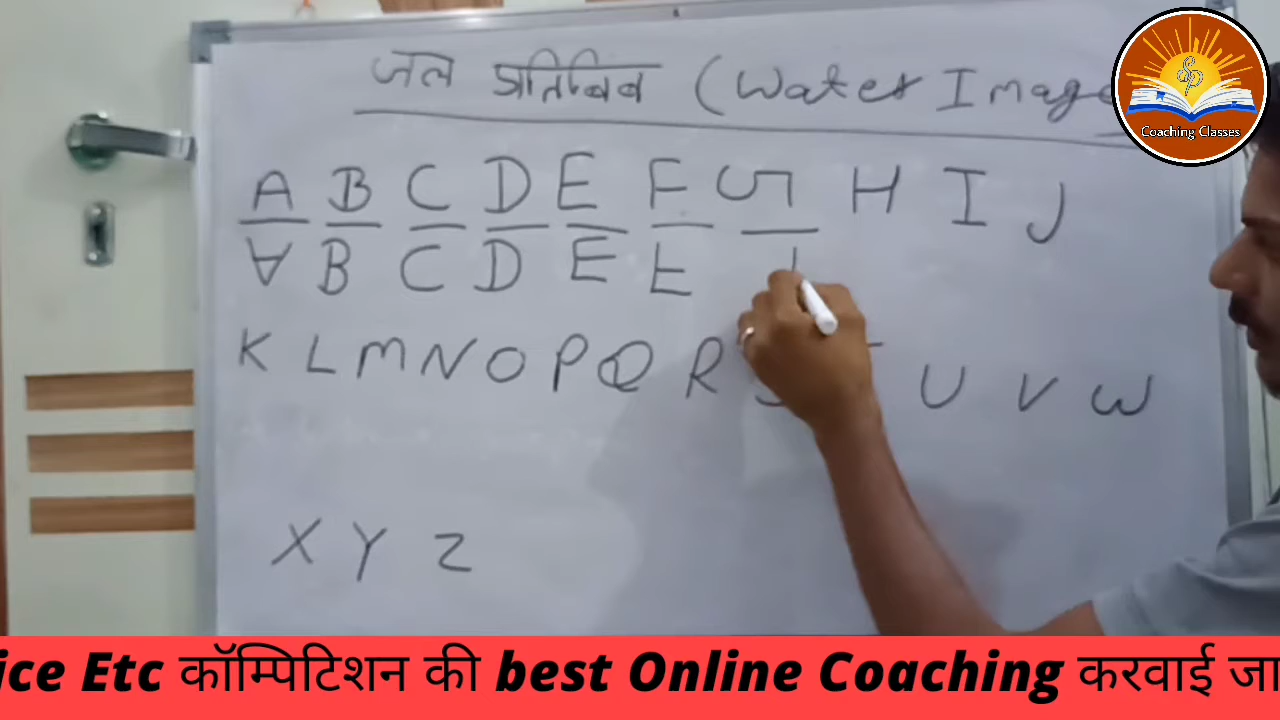 जल प्रतिबिंब (Water Image
Coaching Classes
A B C D E F G H I J
∀ B C D E
K L M N O P Q R S U V W
X Y Z
ice Etc कॉम्पिटिशन की best Online Coaching करवाई जा